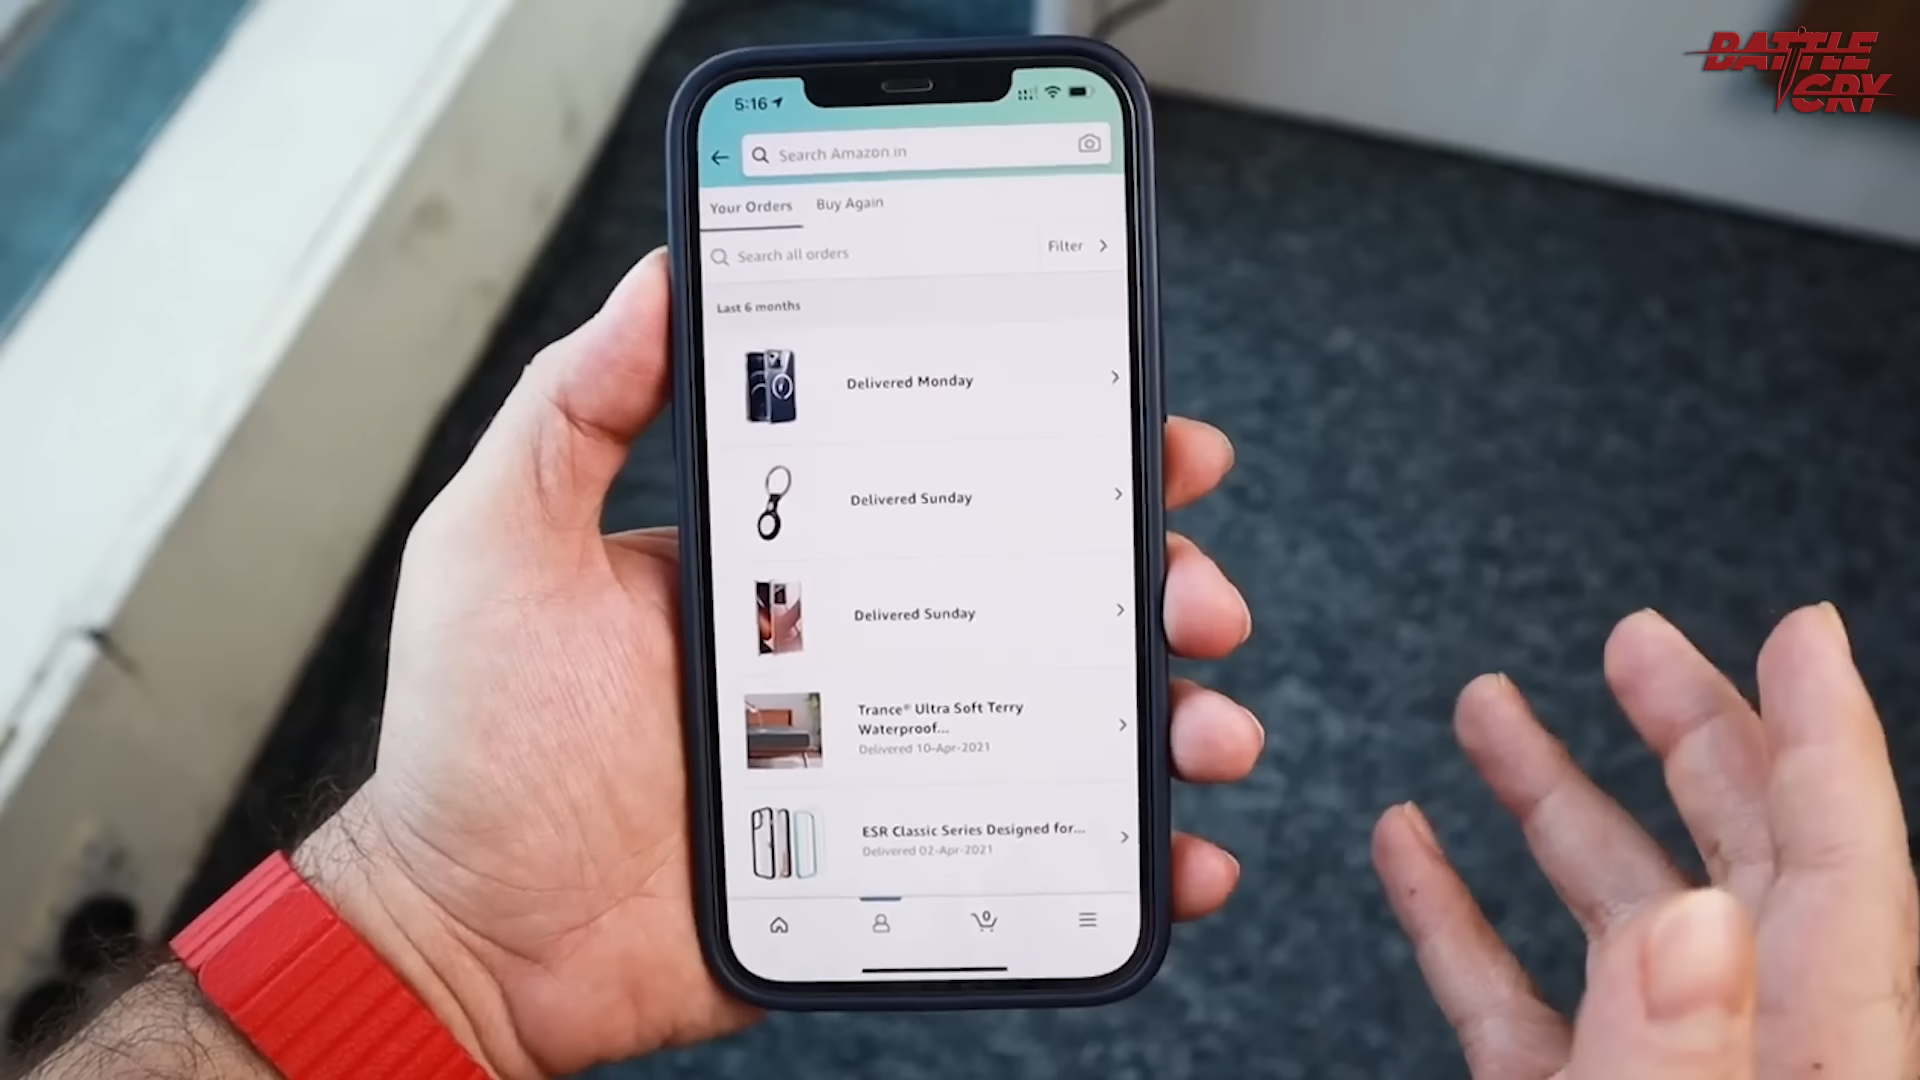 BATTLE
CRY
5:16
Search Amazon.in
Your Orders
Buy Again
Search all orders
Filter
Last 6 months
Delivered Monday
Delivered Sunday
Delivered Sunday
Trance® Ultra Soft Terry
Waterproof...
Delivered 10-Apr-2021
ESR Classic Series Designed for...
Delivered 02-Apr-2021
0